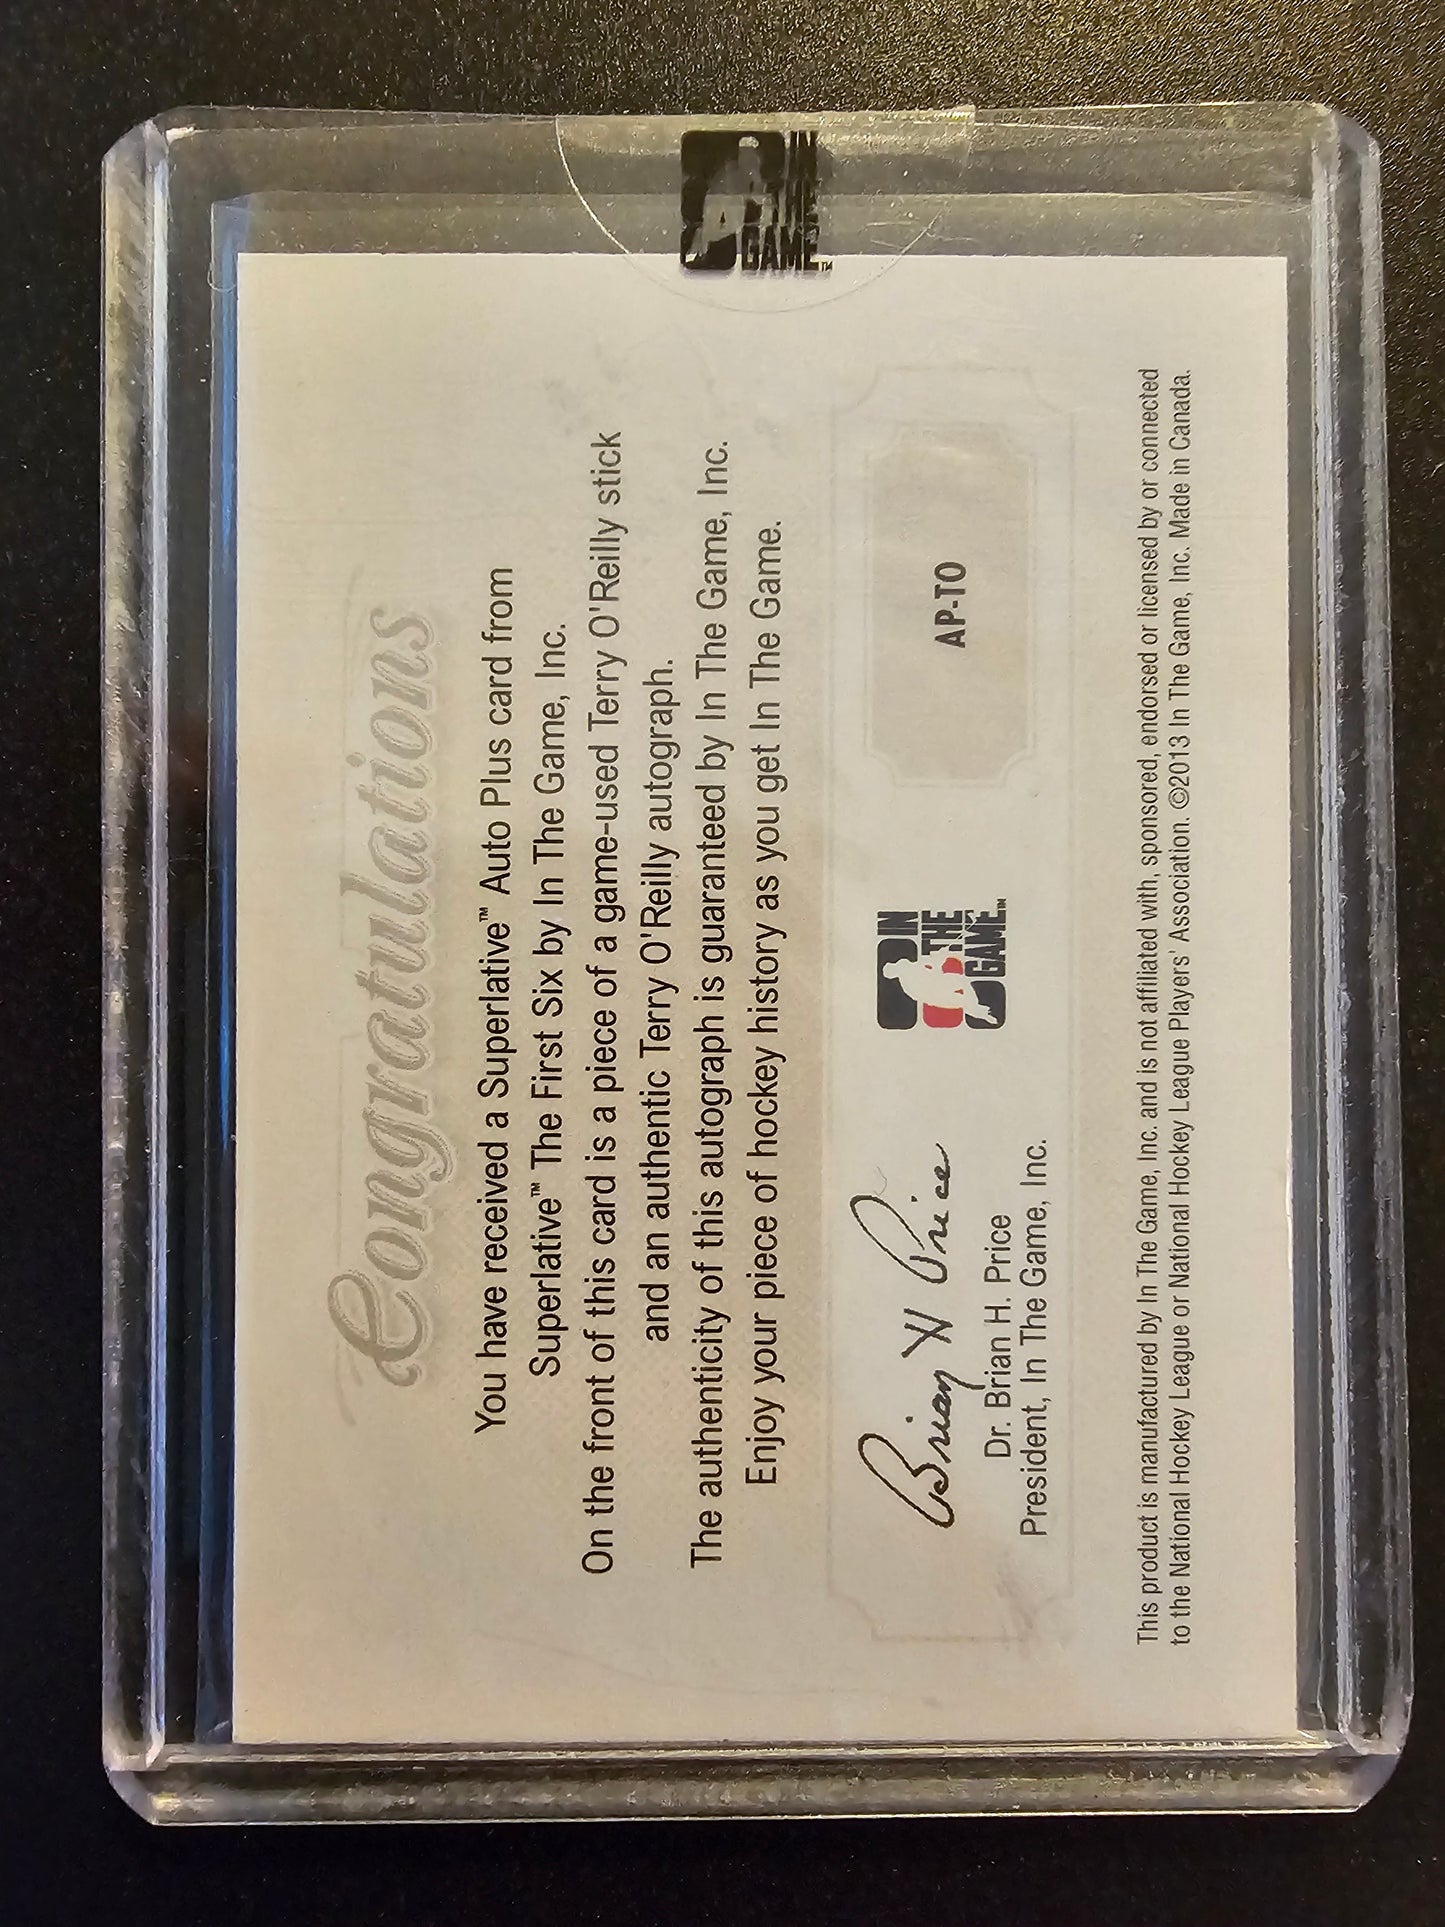 IN
THE
GAME™
Congratulations
You have received a Superlative™ Auto Plus card from
Superlative™ The First Six by In The Game, Inc.
On the front of this card is a piece of a game-used Terry O'Reilly stick
and an authentic Terry O'Reilly autograph.
The authenticity of this autograph is guaranteed by In The Game, Inc.
Enjoy your piece of hockey history as you get In The Game.
Brian H Price
Dr. Brian H. Price
President, In The Game, Inc.
IN
THE
GAME™
AP-TO
This product is manufactured by In The Game, Inc. and is not affiliated with, sponsored, endorsed or licensed by or connected
to the National Hockey League or National Hockey League Players' Association. ©2013 In The Game, Inc. Made in Canada.